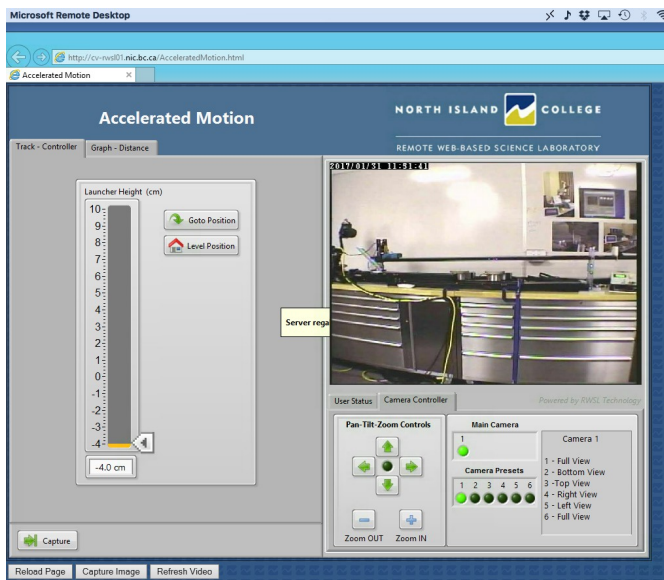 Microsoft Remote Desktop
http://cv-rwsl01.nic.bc.ca/AcceleratedMotion.html
Accelerated Motion
Accelerated Motion
NORTH ISLAND COLLEGE
REMOTE WEB-BASED SCIENCE LABORATORY
Track - Controller
Graph - Distance
2017/01/31 11:51:41
Launcher Height (cm)
10
9
8
7
6
5
4
3
2
1
0
-1
-2
-3
-4
-4.0 cm
Goto Position
Level Position
Server rega
User Status
Camera Controller
Powered by RWSL Technology
Pan-Tilt-Zoom Controls
Zoom OUT
Zoom IN
Main Camera
1
Camera Presets
1 2 3 4 5 6
Camera 1
1 - Full View
2 - Bottom View
3 -Top View
4 - Right View
5 - Left View
6 - Full View
Capture
Reload Page
Capture Image
Refresh Video